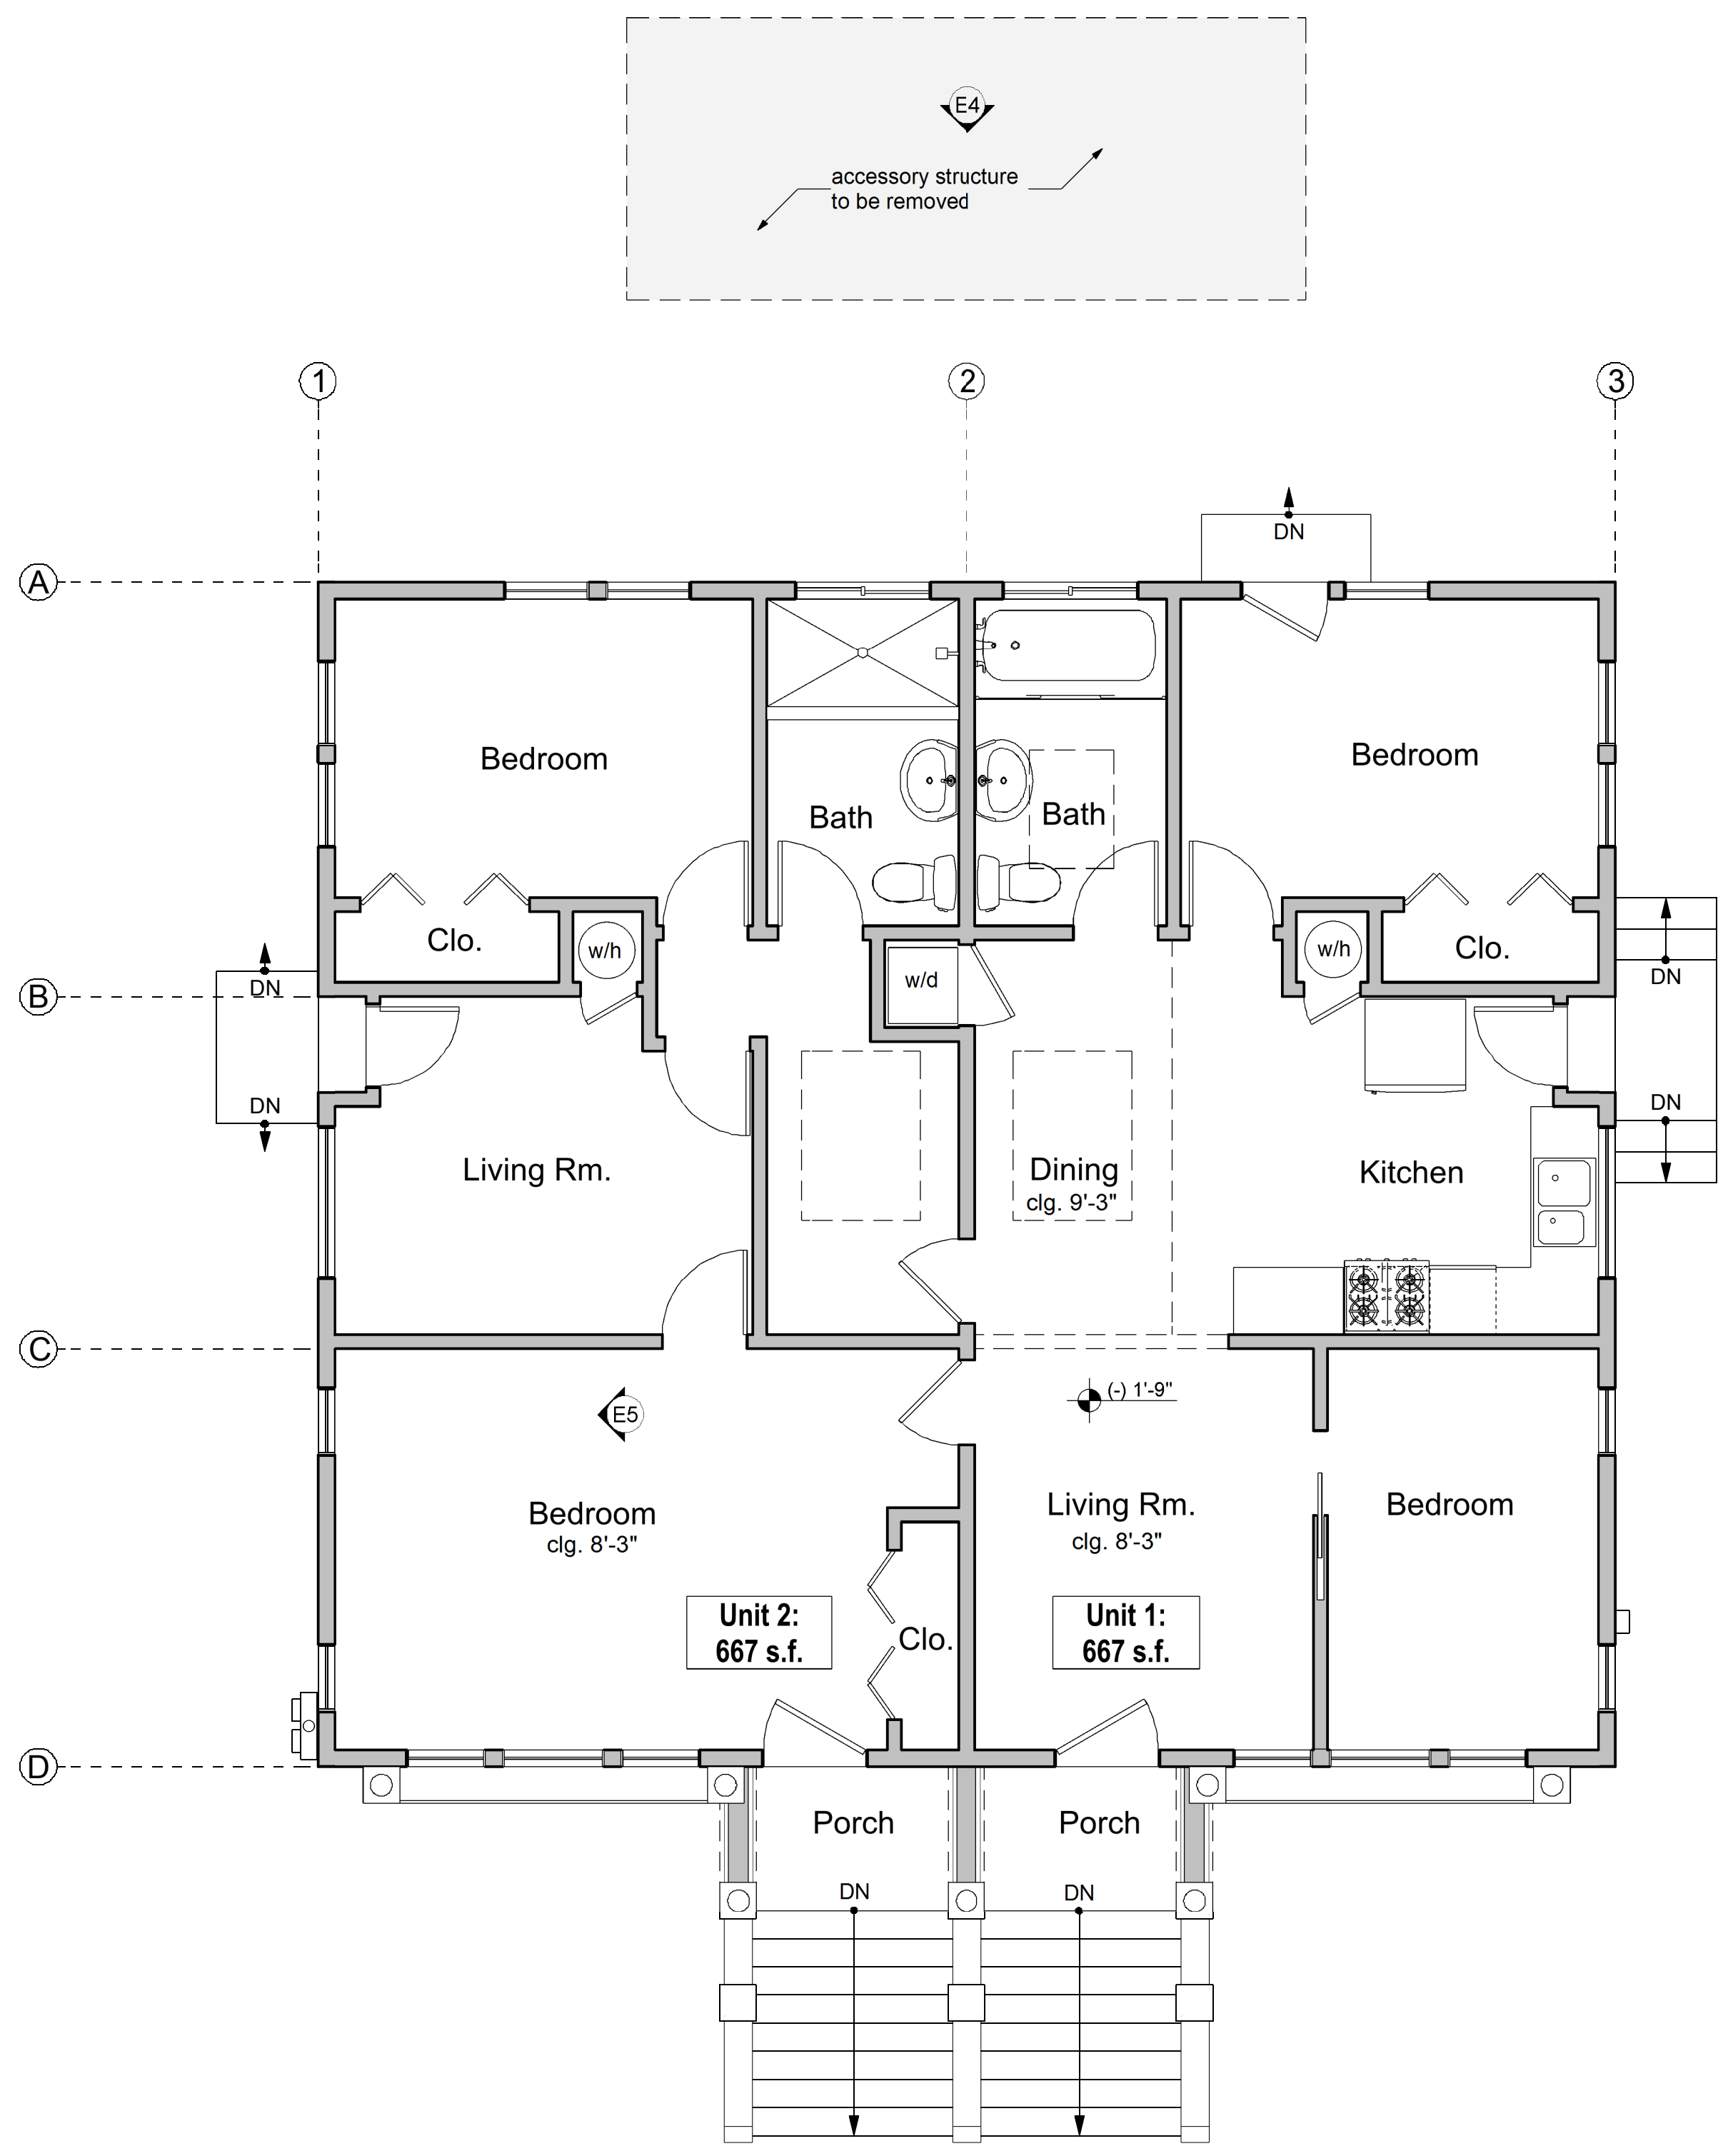 E4
accessory structure
to be removed
1
2
3
DN
A
Bedroom
Bedroom
Bath
Bath
Clo.
w/h
w/d
w/h
Clo.
DN
DN
B
DN
DN
Living Rm.
Dining
clg. 9'-3"
Kitchen
C
(-) 1'-9"
E5
Bedroom
clg. 8'-3"
Living Rm.
clg. 8'-3"
Bedroom
Unit 2:
667 s.f.
Clo.
Unit 1:
667 s.f.
D
Porch
Porch
DN
DN